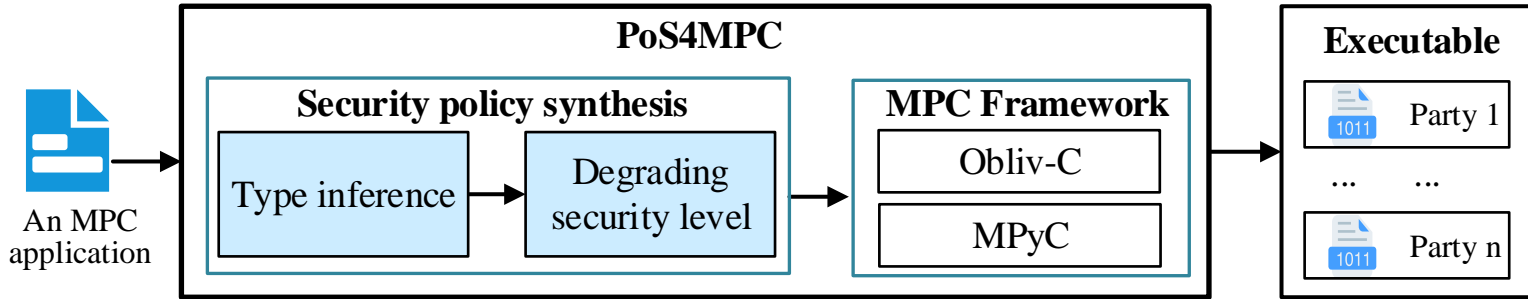 An MPC
application
PoS4MPC
Security policy synthesis
Type inference
Degrading
security level
MPC Framework
Obliv-C
MPyC
Executable
1011
Party 1
... ...
1011
Party n